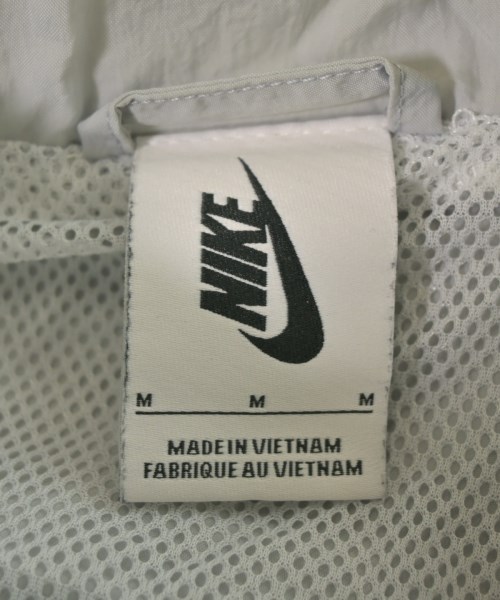 NIKE
M M M
MADE IN VIETNAM
FABRIQUE AU VIETNAM